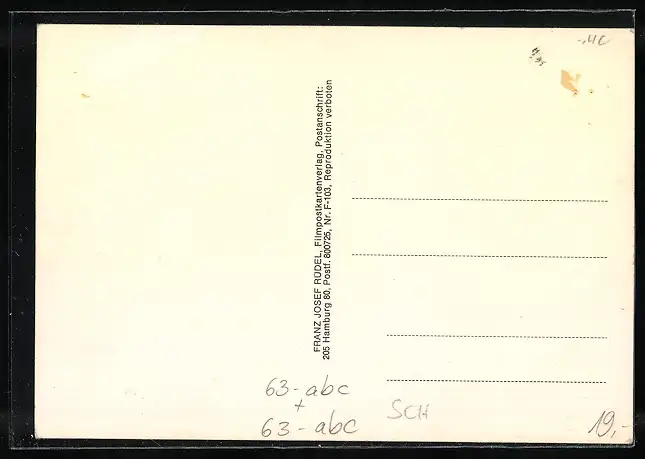 -,40
FRANZ JOSEF RÜDEL, Filmpostkartenverlag, Postanschrift:
205 Hamburg 80, Postf. 800725, Nr. F-103, Reproduktion verboten
63-abc
+
63-abc
SCH
19,-